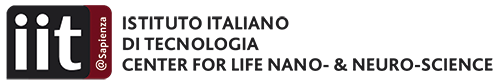 iit
@Sapienza
ISTITUTO ITALIANO
DI TECNOLOGIA
CENTER FOR LIFE NANO- & NEURO-SCIENCE